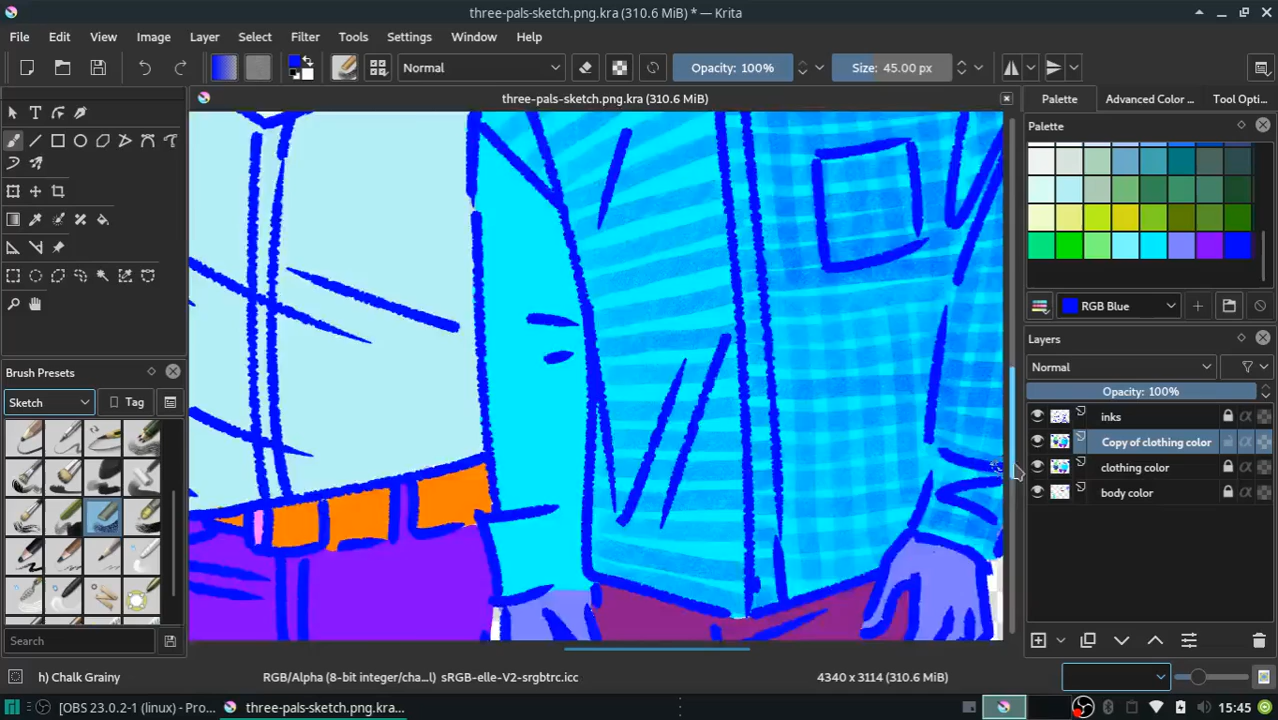 three-pals-sketch.png.kra (310.6 MiB) * — Krita
File Edit View Image Layer Select Filter Tools Settings Window Help
Normal Opacity: 100% Size: 45.00 px
three-pals-sketch.png.kra (310.6 MiB)
Palette Advanced Color ... Tool Opti...
Palette
RGB Blue
Layers
Normal
Opacity: 100%
inks
Copy of clothing color
clothing color
body color
Brush Presets
Sketch Tag
Search
h) Chalk Grainy RGB/Alpha (8-bit integer/cha...l) sRGB-elle-V2-srgbtrc.icc 4340 x 3114 (310.6 MiB)
[OBS 23.0.2-1 (linux) - Pro... three-pals-sketch.png.kra... 15:45